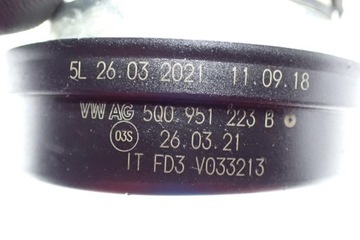 5L 26.03 2021 11.09.18
VW AG 5Q0 951 223 B
03S 26.03.21
IT FD3 V033213